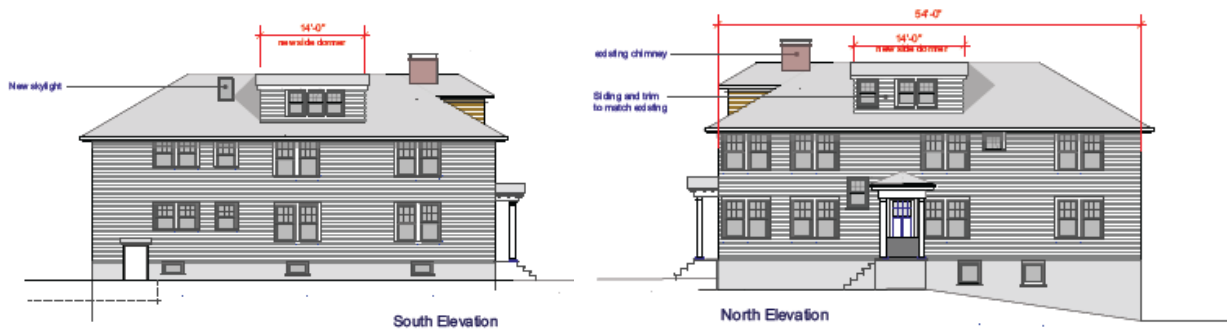 14'-0"
new side dormer
New skylight
South Elevation
54'-0"
14'-0"
new side dormer
existing chimney
Siding and trim
to match existing
North Elevation